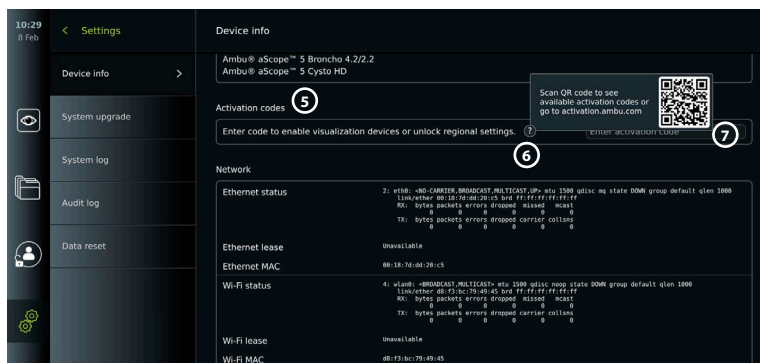 10:29
8 Feb
Settings
Device info
System upgrade
System log
Audit log
Data reset
Device info
Ambu® aScope™ 5 Broncho 4.2/2.2
Ambu® aScope™ 5 Cysto HD
Activation codes
5
Enter code to enable visualization devices or unlock regional settings.
?
6
Scan QR code to see
available activation codes or
go to activation.ambu.com
Enter activation code
7
Network
Ethernet status
2: eth0: <NO-CARRIER,BROADCAST,MULTICAST,UP> mtu 1500 qdisc mq state DOWN group default qlen 1000
link/ether 00:18:7d:dd:20:c5 brd ff:ff:ff:ff:ff:ff
RX: bytes packets errors dropped missed mcast
0 0 0 0 0 0
TX: bytes packets errors dropped carrier collsns
0 0 0 0 0 0
Ethernet lease
Unavailable
Ethernet MAC
00:18:7d:dd:20:c5
Wi-Fi status
4: wlan0: <BROADCAST,MULTICAST> mtu 1500 qdisc noop state DOWN group default qlen 1000
link/ether d8:f3:bc:79:49:45 brd ff:ff:ff:ff:ff:ff
RX: bytes packets errors dropped missed mcast
0 0 0 0 0 0
TX: bytes packets errors dropped carrier collsns
0 0 0 0 0 0
Wi-Fi lease
Unavailable
Wi-Fi MAC
d8:f3:bc:79:49:45